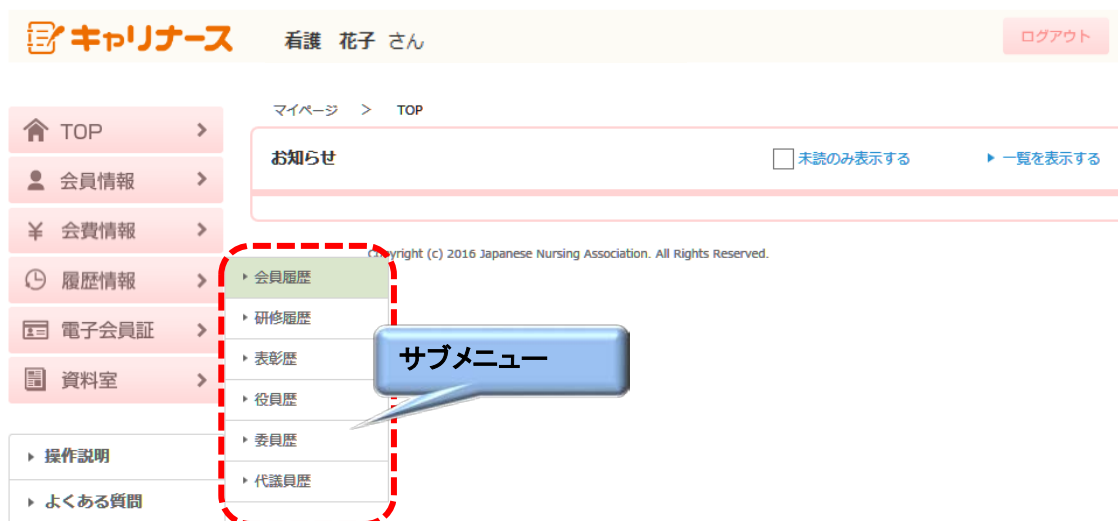 キャリナース 看護 花子 さん ログアウト
マイページ > TOP
TOP
会員情報
会費情報
履歴情報
電子会員証
資料室
操作説明
よくある質問
お知らせ 未読のみ表示する 一覧を表示する
Copyright (c) 2016 Japanese Nursing Association. All Rights Reserved.
会員履歴
研修履歴
表彰歴
役員歴
委員歴
代議員歴
サブメニュー